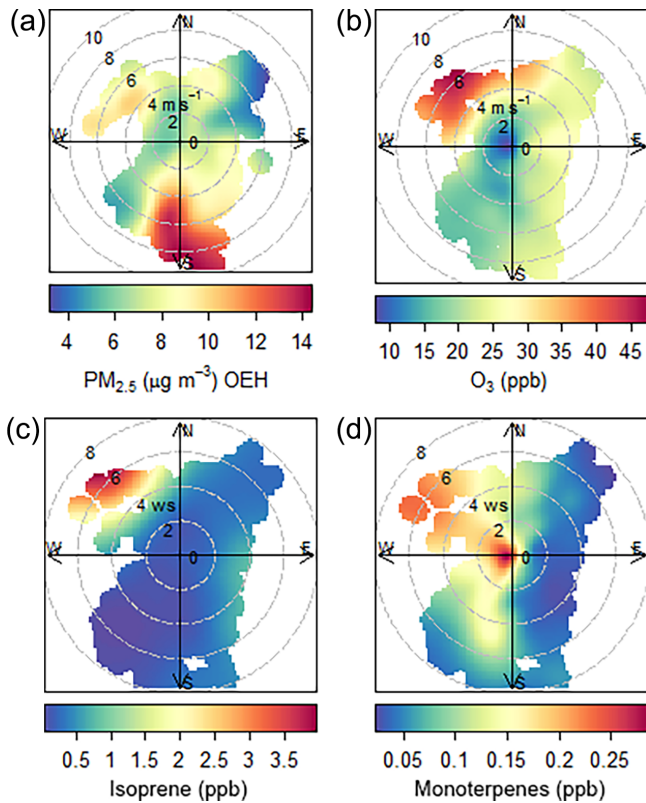 (a)
N
10
8
6
4 m s⁻¹
2
0
W
E
S
4 6 8 10 12 14
PM2.5 (μg m⁻³) OEH
(b)
N
10
8
6
4 m s⁻¹
2
0
W
E
S
10 15 20 25 30 35 40 45
O3 (ppb)
(c)
N
8
6
4 ws
2
0
W
E
S
0.5 1 1.5 2 2.5 3 3.5
Isoprene (ppb)
(d)
N
8
6
4 ws
2
0
W
E
S
0.05 0.1 0.15 0.2 0.25
Monoterpenes (ppb)